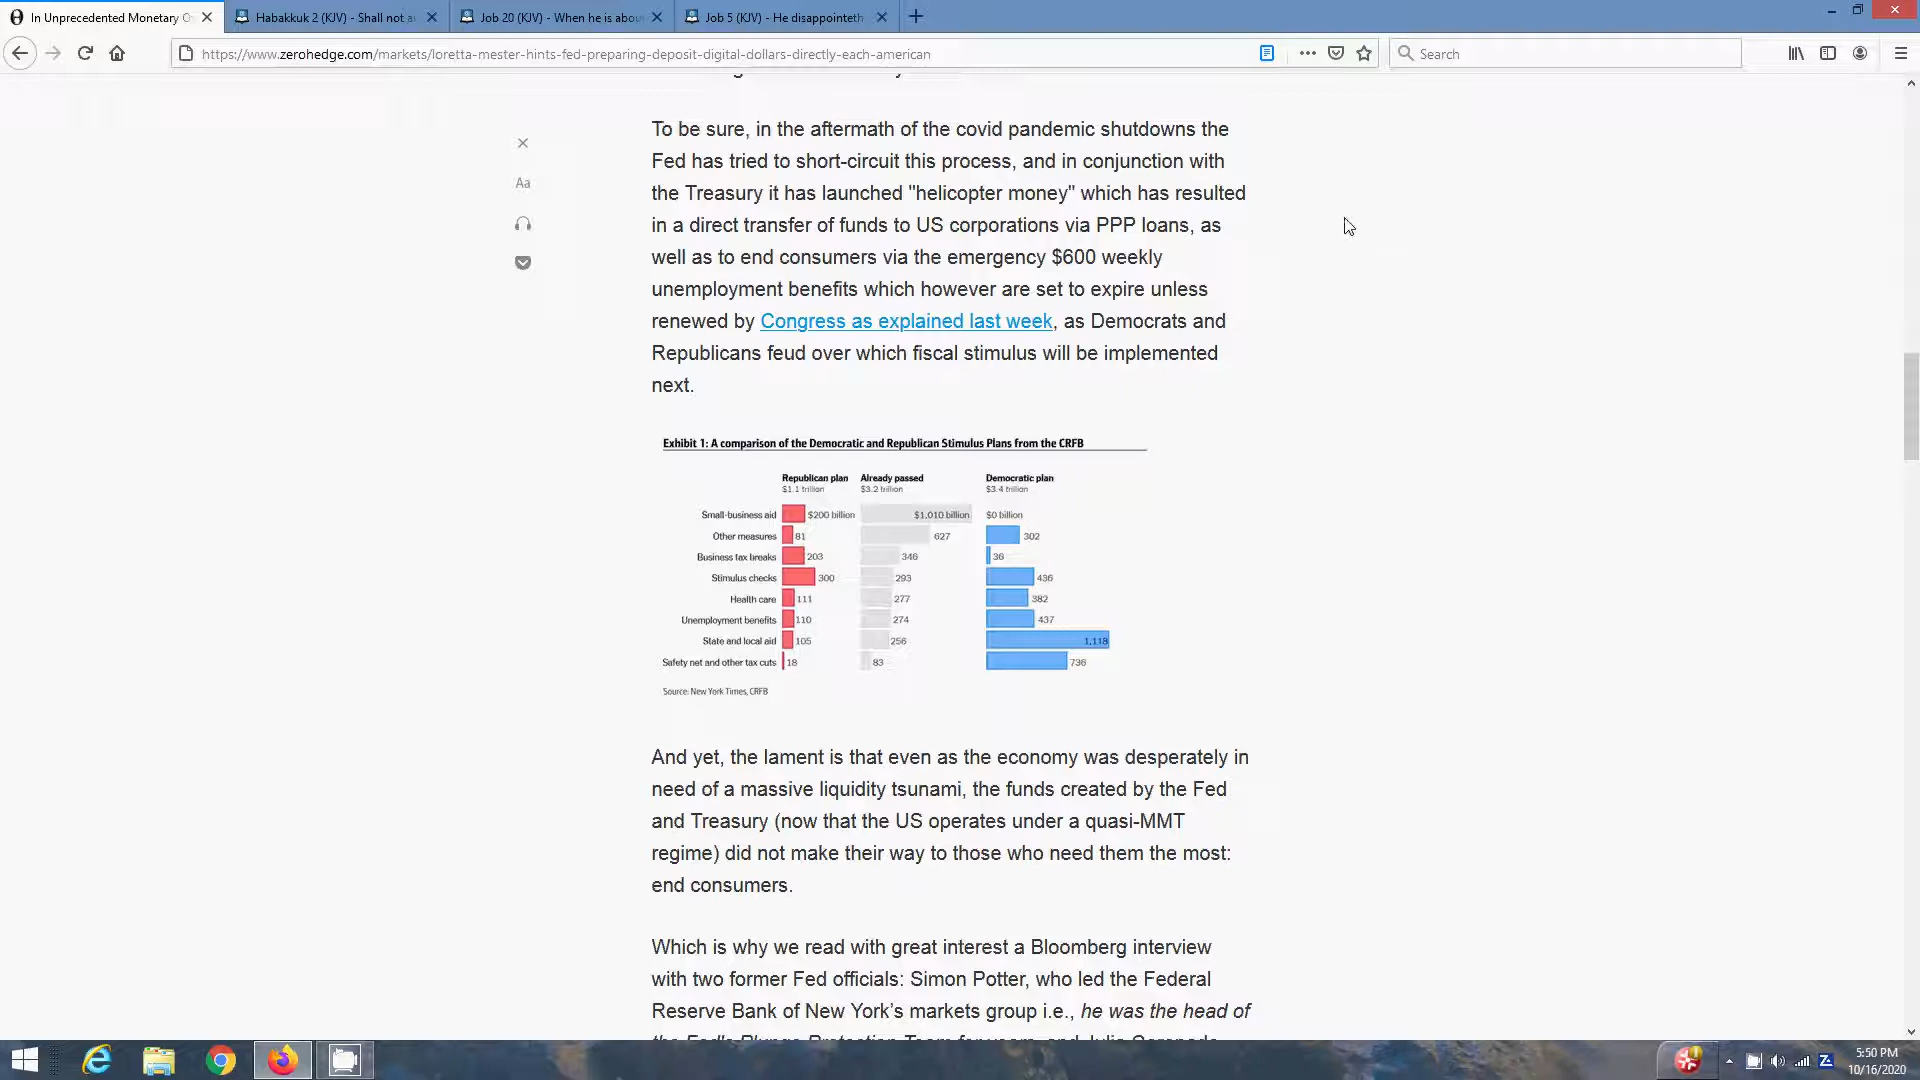 In Unprecedented Monetary O
Habakkuk 2 (KJV) - Shall not a
Job 20 (KJV) - When he is abou
Job 5 (KJV) - He disappointeth
https://www.zerohedge.com/markets/loretta-mester-hints-fed-preparing-deposit-digital-dollars-directly-each-american
Search
To be sure, in the aftermath of the covid pandemic shutdowns the
Fed has tried to short-circuit this process, and in conjunction with
the Treasury it has launched "helicopter money" which has resulted
in a direct transfer of funds to US corporations via PPP loans, as
well as to end consumers via the emergency $600 weekly
unemployment benefits which however are set to expire unless
renewed by Congress as explained last week, as Democrats and
Republicans feud over which fiscal stimulus will be implemented
next.
Aa
Exhibit 1: A comparison of the Democratic and Republican Stimulus Plans from the CRFB
Republican plan Already passed Democratic plan
$1.1 trillion $3.2 trillion $3.4 trillion
Small-business aid $200 billion $1,010 billion $0 billion
Other measures 81 627 302
Business tax breaks 203 346 36
Stimulus checks 300 293 436
Health care 111 277 382
Unemployment benefits 110 274 437
State and local aid 105 256 1,118
Safety net and other tax cuts 18 83 736
Source: New York Times, CRFB
And yet, the lament is that even as the economy was desperately in
need of a massive liquidity tsunami, the funds created by the Fed
and Treasury (now that the US operates under a quasi-MMT
regime) did not make their way to those who need them the most:
end consumers.
Which is why we read with great interest a Bloomberg interview
with two former Fed officials: Simon Potter, who led the Federal
Reserve Bank of New York's markets group i.e., he was the head of
the Fed's Plunge Protection Team for years, and Julia Coronado,
5:50 PM
10/16/2020